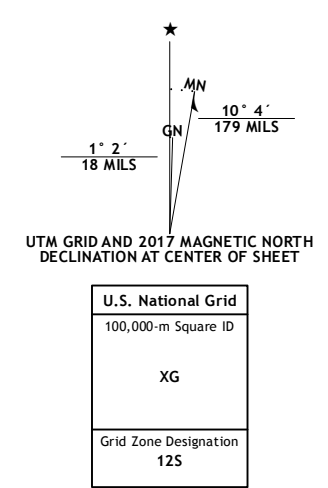 ★
MN
GN
10° 4´
179 MILS
1° 2´
18 MILS
UTM GRID AND 2017 MAGNETIC NORTH
DECLINATION AT CENTER OF SHEET
U.S. National Grid
100,000-m Square ID
XG
Grid Zone Designation
12S